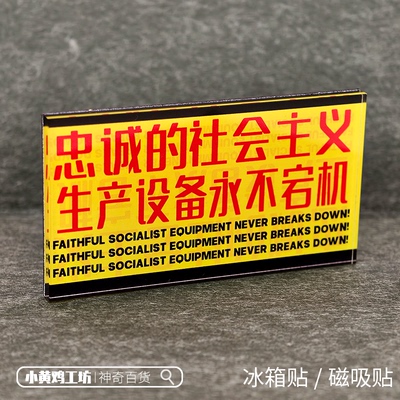 忠诚的社会主义
生产设备永不宕机
FAITHFUL SOCIALIST EQUIPMENT NEVER BREAKS DOWN!
FAITHFUL SOCIALIST EQUIPMENT NEVER BREAKS DOWN!
FAITHFUL SOCIALIST EQUIPMENT NEVER BREAKS DOWN!
小黄鸡工坊 | 神奇百货
冰箱贴 / 磁吸贴